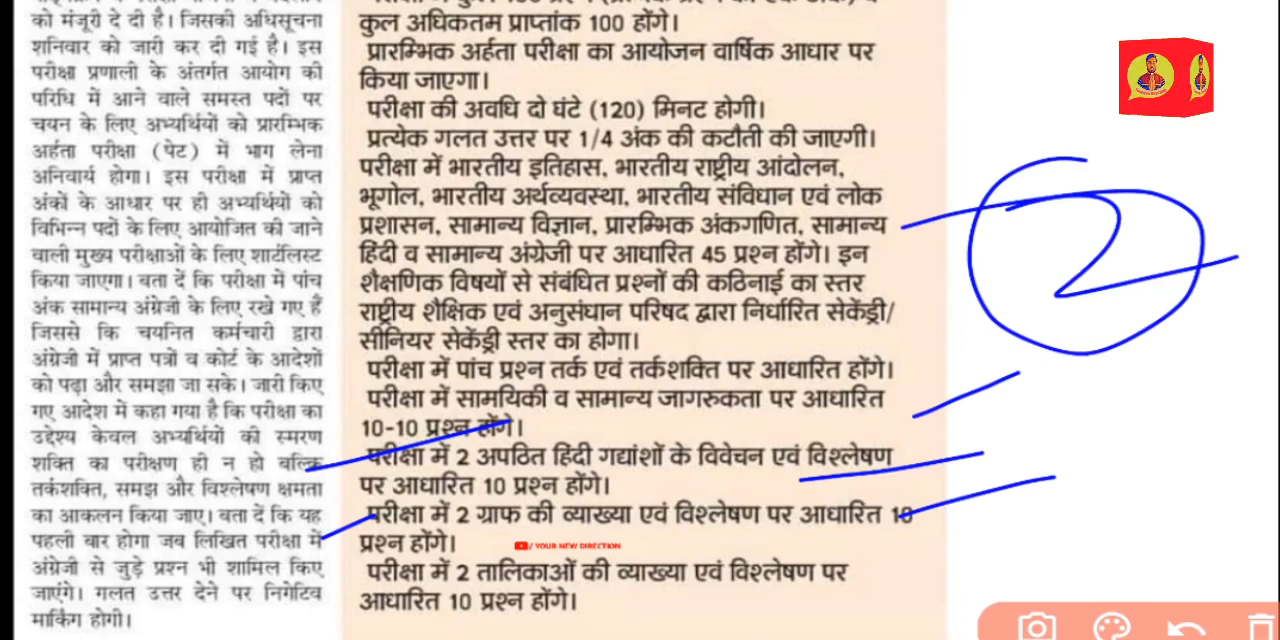 को मंजूरी दे दी है। जिसकी अधिसूचना
शनिवार को जारी कर दी गई है। इस
परीक्षा प्रणाली के अंतर्गत आयोग की
परिधि में आने वाले समस्त पदों पर
चयन के लिए अभ्यर्थियों को प्रारम्भिक
अर्हता परीक्षा (पेट) में भाग लेना
अनिवार्य होगा। इस परीक्षा में प्राप्त
अंकों के आधार पर ही अभ्यर्थियों को
विभिन्न पदों के लिए आयोजित की जाने
वाली मुख्य परीक्षाओं के लिए शार्टलिस्ट
किया जाएगा। बता दें कि परीक्षा में पांच
अंक सामान्य अंग्रेजी के लिए रखे गए हैं
जिससे कि चयनित कर्मचारी द्वारा
अंग्रेजी में प्राप्त पत्रों व कोर्ट के आदेशों
को पढ़ा और समझा जा सके। जारी किए
गए आदेश में कहा गया है कि परीक्षा का
उद्देश्य केवल अभ्यर्थियों की स्मरण
शक्ति का परीक्षण ही न हो बल्कि
तर्कशक्ति, समझ और विश्लेषण क्षमता
का आकलन किया जाए। बता दें कि यह
पहली बार होगा जब लिखित परीक्षा में
अंग्रेजी से जुड़े प्रश्न भी शामिल किए
जाएंगे। गलत उत्तर देने पर निगेटिव
मार्किंग होगी।
कुल अधिकतम प्राप्तांक 100 होंगे।
प्रारम्भिक अर्हता परीक्षा का आयोजन वार्षिक आधार पर
किया जाएगा।
परीक्षा की अवधि दो घंटे (120) मिनट होगी।
प्रत्येक गलत उत्तर पर 1/4 अंक की कटौती की जाएगी।
परीक्षा में भारतीय इतिहास, भारतीय राष्ट्रीय आंदोलन,
भूगोल, भारतीय अर्थव्यवस्था, भारतीय संविधान एवं लोक
प्रशासन, सामान्य विज्ञान, प्रारम्भिक अंकगणित, सामान्य
हिंदी व सामान्य अंग्रेजी पर आधारित 45 प्रश्न होंगे। इन
शैक्षणिक विषयों से संबंधित प्रश्नों की कठिनाई का स्तर
राष्ट्रीय शैक्षिक एवं अनुसंधान परिषद द्वारा निर्धारित सेकेंड्री/
सीनियर सेकेंड्री स्तर का होगा।
परीक्षा में पांच प्रश्न तर्क एवं तर्कशक्ति पर आधारित होंगे।
परीक्षा में सामयिकी व सामान्य जागरुकता पर आधारित
10-10 प्रश्न होंगे।
परीक्षा में 2 अपठित हिंदी गद्यांशों के विवेचन एवं विश्लेषण
पर आधारित 10 प्रश्न होंगे।
परीक्षा में 2 ग्राफ की व्याख्या एवं विश्लेषण पर आधारित 10
प्रश्न होंगे।
/ YOUR NEW DIRECTION
परीक्षा में 2 तालिकाओं की व्याख्या एवं विश्लेषण पर
आधारित 10 प्रश्न होंगे।
2